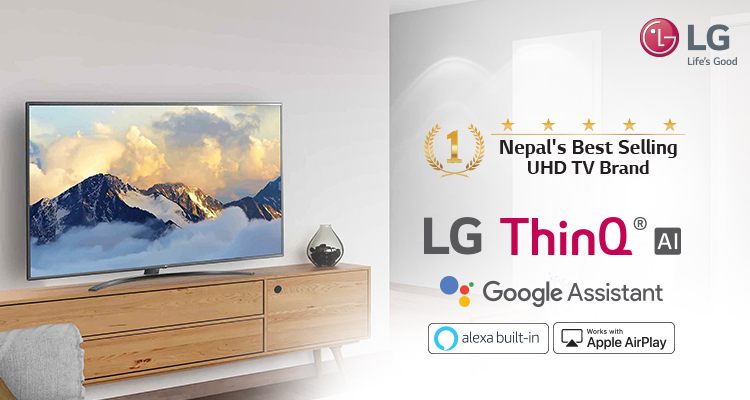 LG
Life's Good
1
Nepal's Best Selling
UHD TV Brand
LG ThinQ® AI
Google Assistant
alexa built-in
Works with
Apple AirPlay